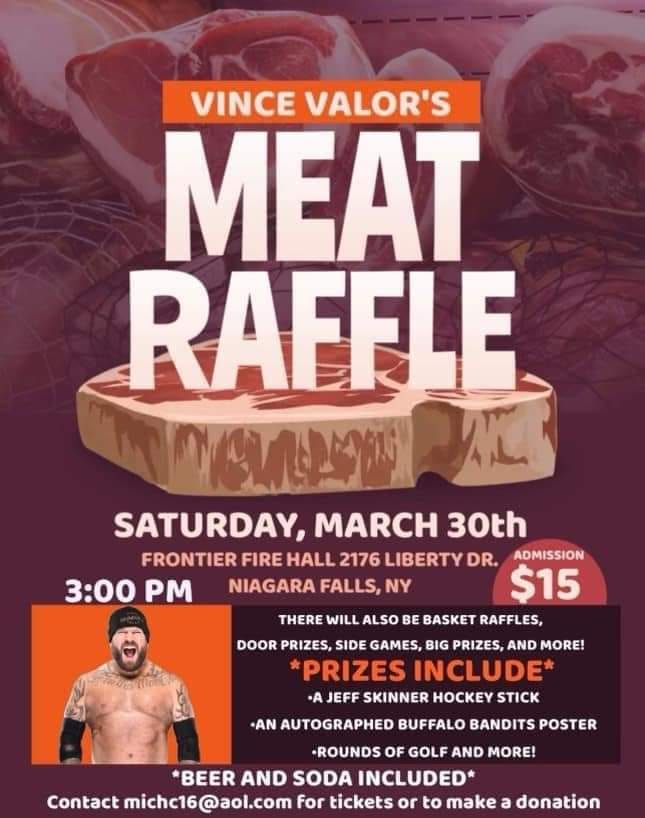 VINCE VALOR'S
MEAT
RAFFLE
SATURDAY, MARCH 30th
FRONTIER FIRE HALL 2176 LIBERTY DR.
NIAGARA FALLS, NY
3:00 PM
ADMISSION
$15
THERE WILL ALSO BE BASKET RAFFLES,
DOOR PRIZES, SIDE GAMES, BIG PRIZES, AND MORE!
*PRIZES INCLUDE*
•A JEFF SKINNER HOCKEY STICK
•AN AUTOGRAPHED BUFFALO BANDITS POSTER
•ROUNDS OF GOLF AND MORE!
*BEER AND SODA INCLUDED*
Contact michc16@aol.com for tickets or to make a donation